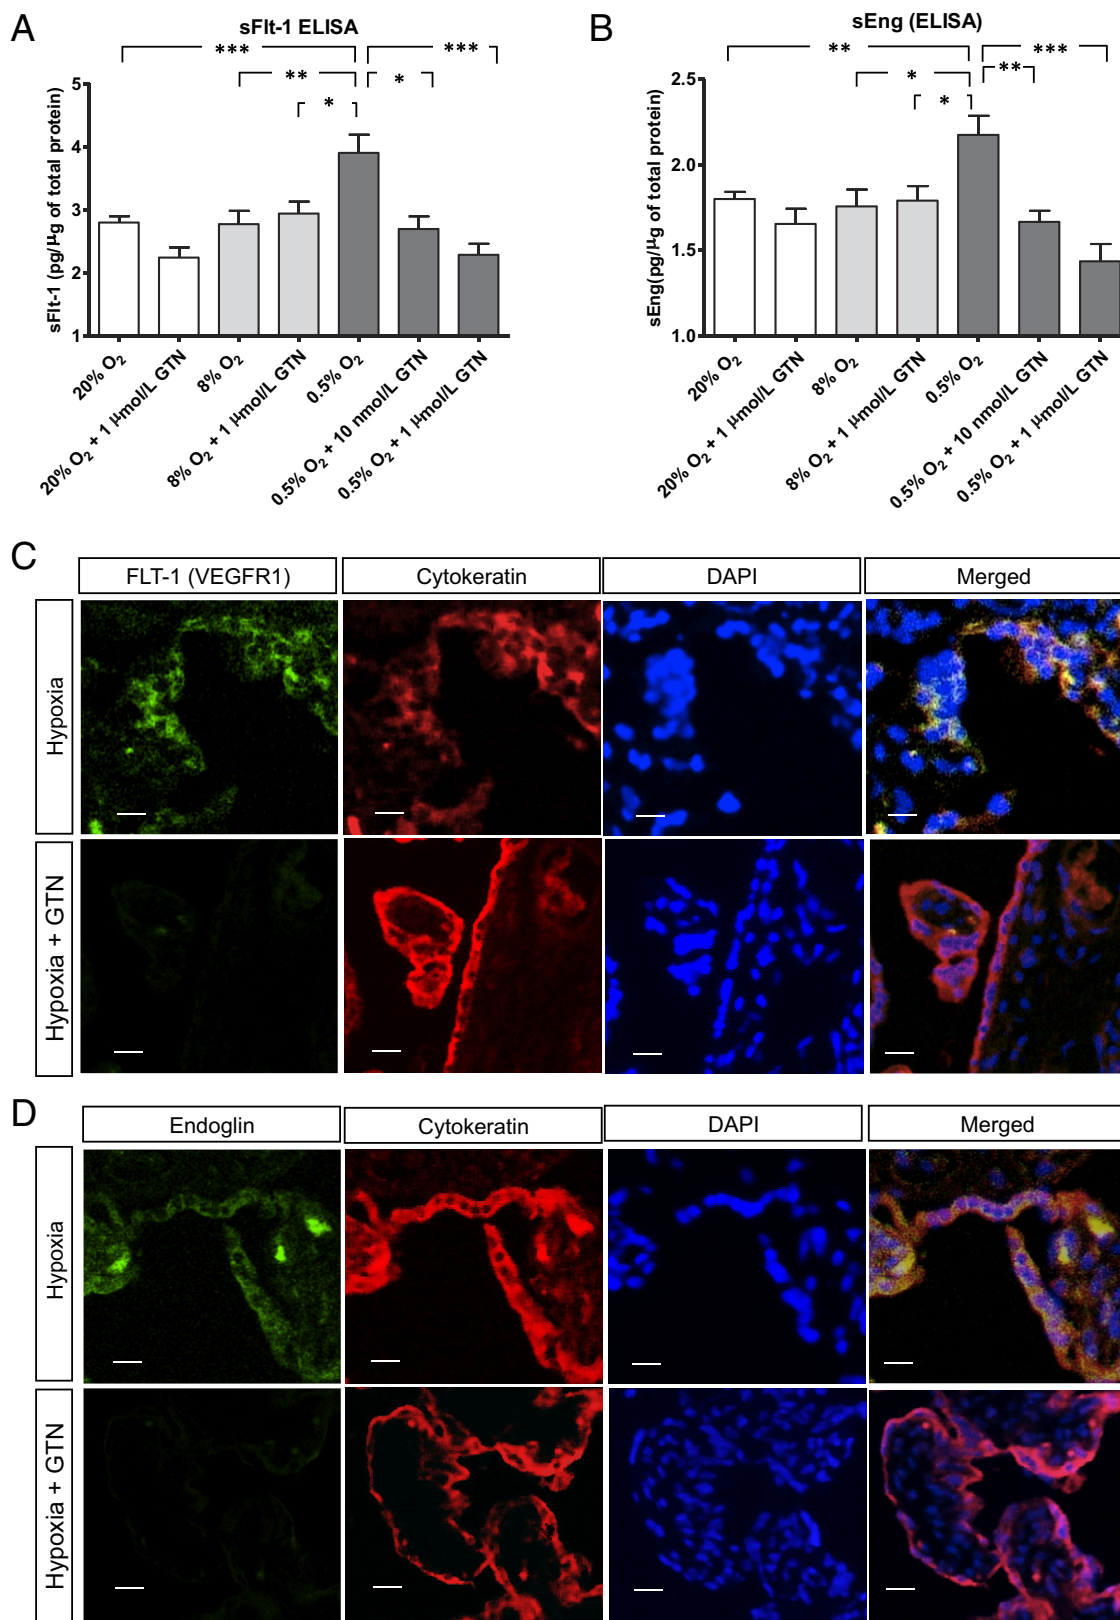 A
sFlt-1 ELISA
*** ***
** *
*
sFlt-1 (pg/µg of total protein)
5
4
3
2
1
20% O2
20% O2 + 1 µmol/L GTN
8% O2
8% O2 + 1 µmol/L GTN
0.5% O2
0.5% O2 + 10 nmol/L GTN
0.5% O2 + 1 µmol/L GTN
B
sEng (ELISA)
** ***
* **
*
sEng(pg/µg of total protein)
2.5
2.0
1.5
1.0
20% O2
20% O2 + 1 µmol/L GTN
8% O2
8% O2 + 1 µmol/L GTN
0.5% O2
0.5% O2 + 10 nmol/L GTN
0.5% O2 + 1 µmol/L GTN
C
FLT-1 (VEGFR1) Cytokeratin DAPI Merged
Hypoxia
Hypoxia + GTN
D
Endoglin Cytokeratin DAPI Merged
Hypoxia
Hypoxia + GTN